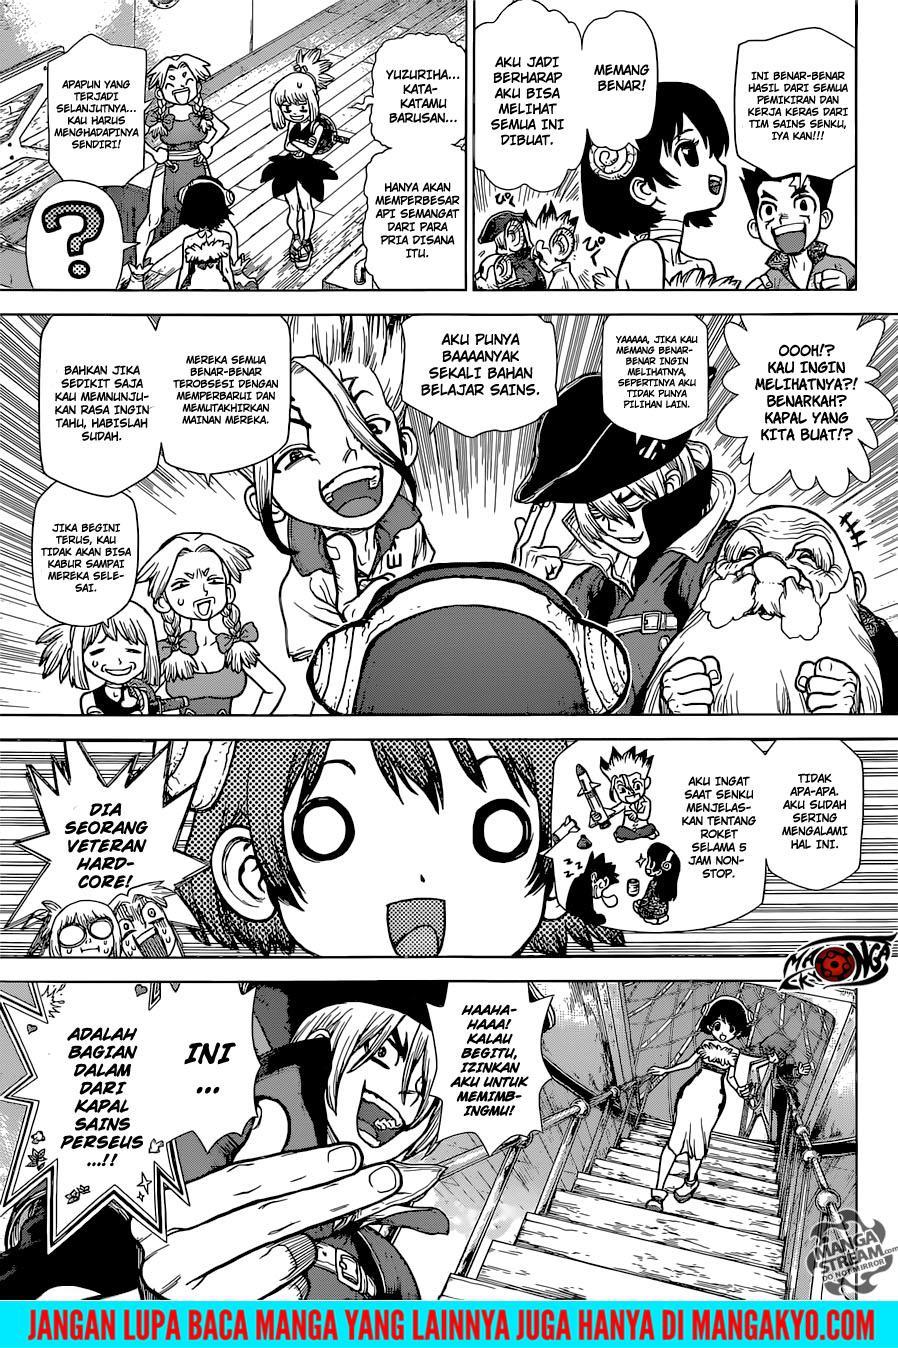 INI BENAR-BENAR
HASIL DARI SEMUA
PEMIKIRAN DAN
KERJA KERAS DARI
TIM SAINS SENKU,
IYA KAN!!!
MEMANG
BENAR!
AKU JADI
BERHARAP
AKU BISA
MELIHAT
SEMUA INI
DIBUAT.
YUZURIHA...
KATA-
KATAMU
BARUSAN...
HANYA AKAN
MEMPERBESAR
API SEMANGAT
DARI PARA
PRIA DISANA
ITU.
APAPUN YANG
TERJADI
SELANJUTNYA...
KAU HARUS
MENGHADAPINYA
SENDIRI!
?
OOOH!?
KAU INGIN
MELIHATNYA?!
BENARKAH?
KAPAL YANG
KITA BUAT!?
YAAAAA, JIKA KAU
MEMANG BENAR-
BENAR INGIN
MELIHATNYA,
SEPERTINYA AKU
TIDAK PUNYA
PILIHAN LAIN.
AKU PUNYA
BAAAANYAK
SEKALI BAHAN
BELAJAR SAINS.
MEREKA SEMUA
BENAR-BENAR
TEROBSESI DENGAN
MEMPERBARUI DAN
MEMUTAKHIRKAN
MAINAN MEREKA.
BAHKAN JIKA
SEDIKIT SAJA
KAU MEMNUNJU-
KAN RASA INGIN
TAHU, HABISLAH
SUDAH.
JIKA BEGINI
TERUS, KAU
TIDAK AKAN BISA
KABUR SAMPAI
MEREKA SELE-
SAI.
TIDAK
APA-APA.
AKU SUDAH
SERING
MENGALAMI
HAL INI.
AKU INGAT
SAAT SENKU
MENJELAS-
KAN TENTANG
ROKET
SELAMA 5
JAM NON-
STOP.
DIA
SEORANG
VETERAN
HARD-
CORE!
HAAHA-
HAAA!
KALAU
BEGITU,
IZINKAN
AKU UNTUK
MEMIMB-
INGMU!
INI
...
ADALAH
BAGIAN
DALAM
DARI
KAPAL
SAINS
PERSEUS
...!!
MANGA
STREAM.com
DO NOT MIRROR!
JANGAN LUPA BACA MANGA YANG LAINNYA JUGA HANYA DI MANGAKYO.COM